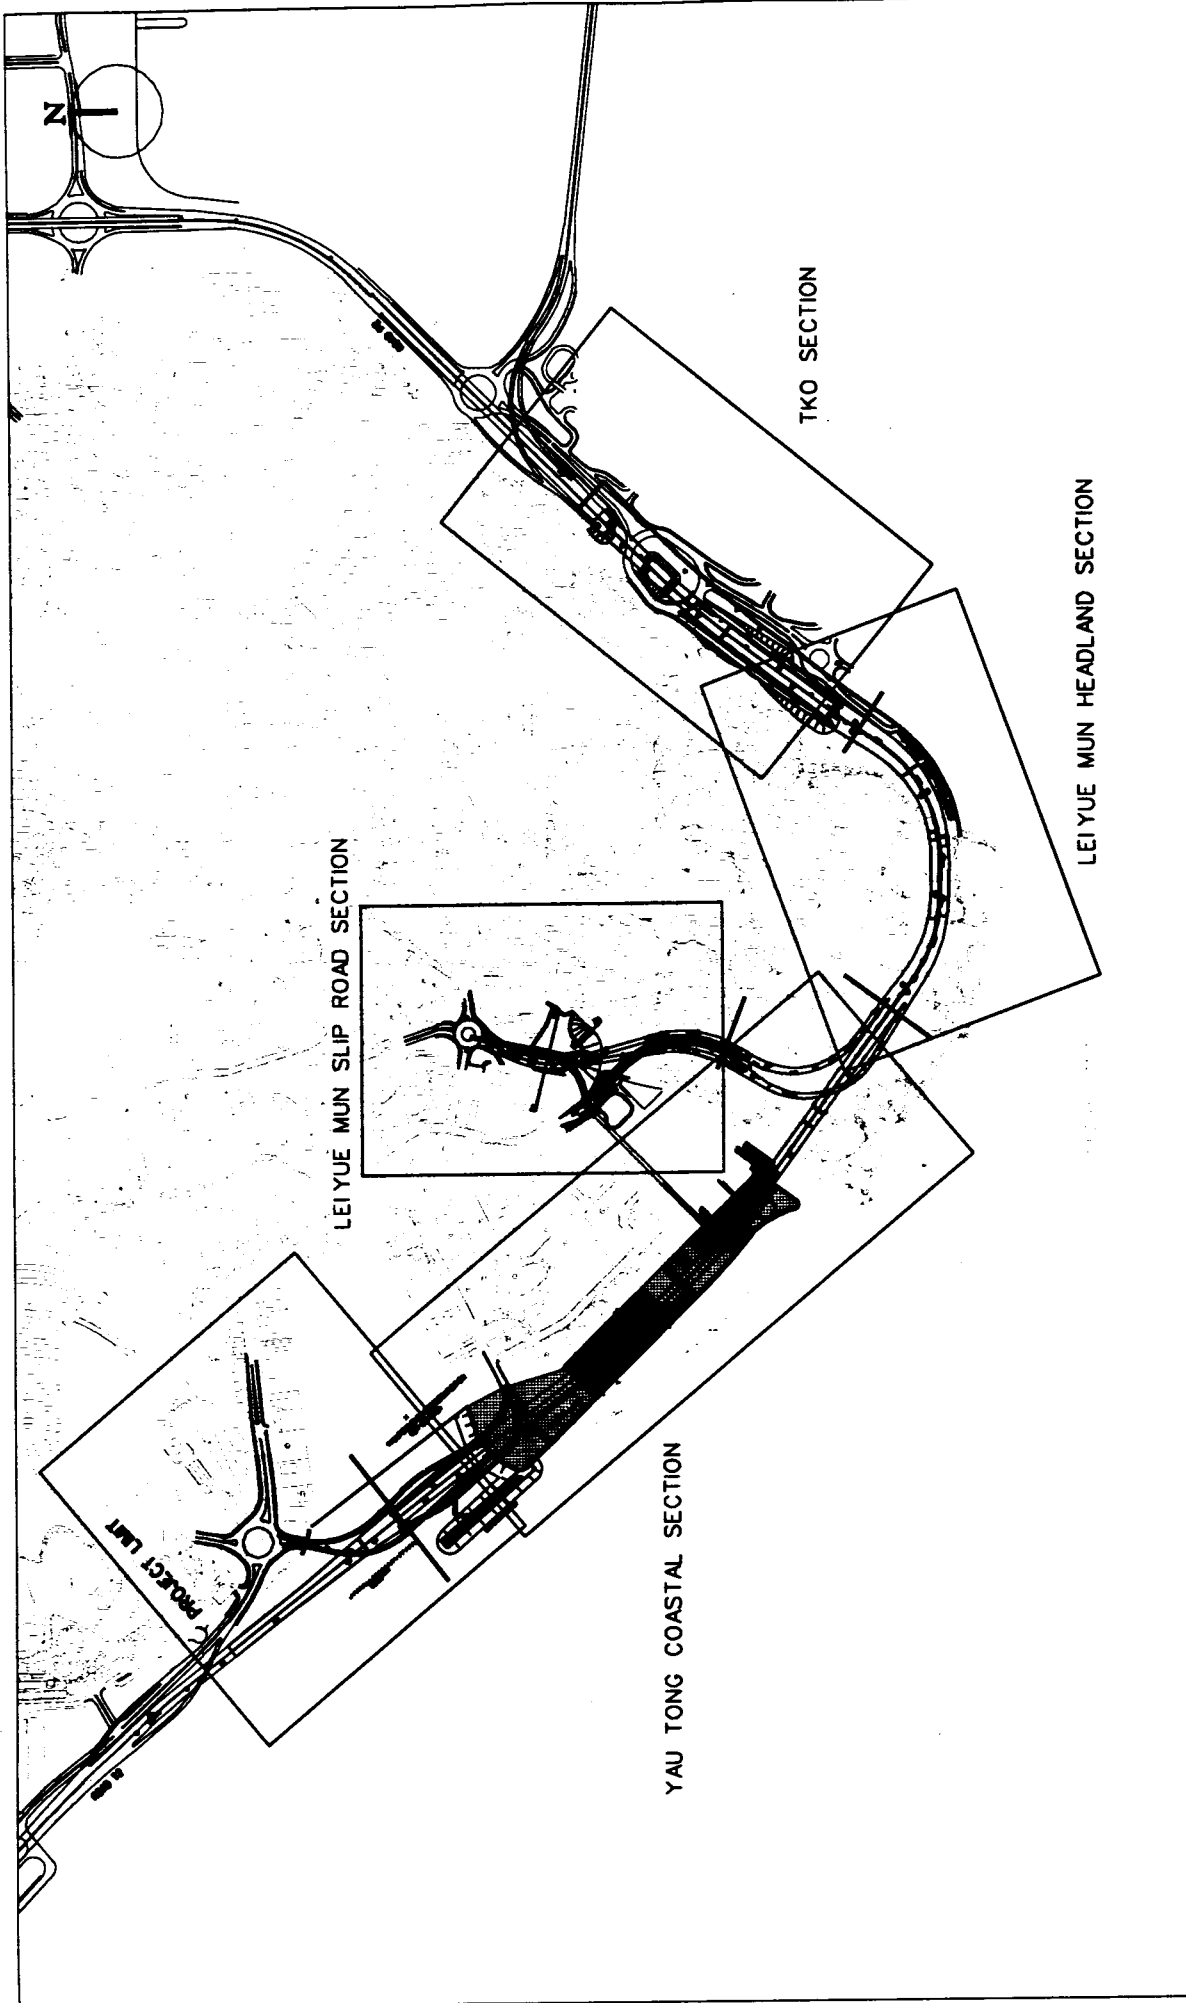 N
TKO SECTION
LEI YUE MUN HEADLAND SECTION
LEI YUE MUN SLIP ROAD SECTION
PROJECT LIMIT
YAU TONG COASTAL SECTION